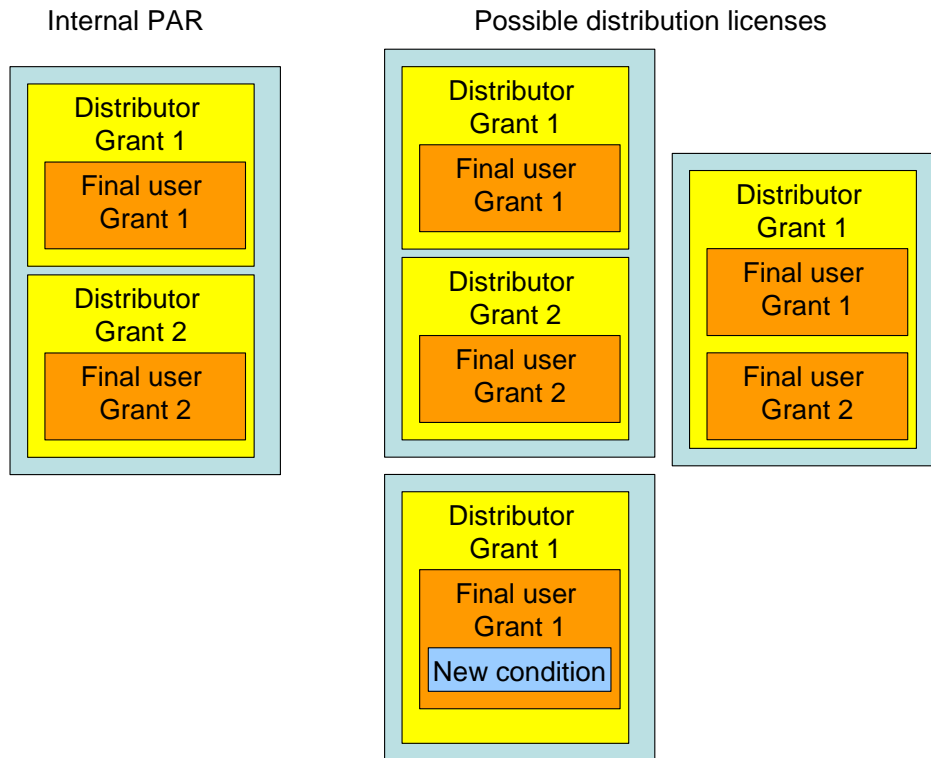 Internal PAR
Distributor
Grant 1
Final user
Grant 1
Distributor
Grant 2
Final user
Grant 2
Possible distribution licenses
Distributor
Grant 1
Final user
Grant 1
Distributor
Grant 2
Final user
Grant 2
Distributor
Grant 1
Final user
Grant 1
Final user
Grant 2
Distributor
Grant 1
Final user
Grant 1
New condition